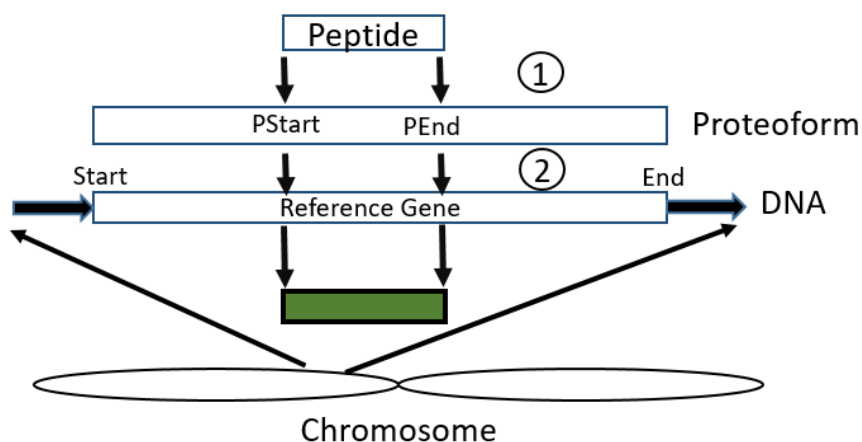 Peptide
1
PStart
PEnd
Proteoform
Start
2
End
Reference Gene
DNA
Chromosome